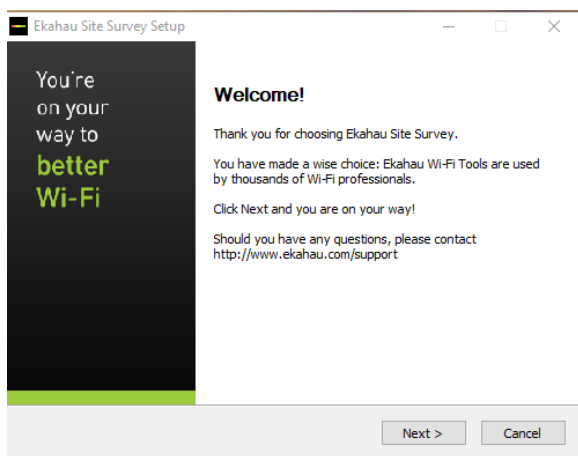 Ekahau Site Survey Setup
You're
on your
way to
better
Wi-Fi
Welcome!
Thank you for choosing Ekahau Site Survey.
You have made a wise choice: Ekahau Wi-Fi Tools are used
by thousands of Wi-Fi professionals.
Click Next and you are on your way!
Should you have any questions, please contact
http://www.ekahau.com/support
Next >
Cancel